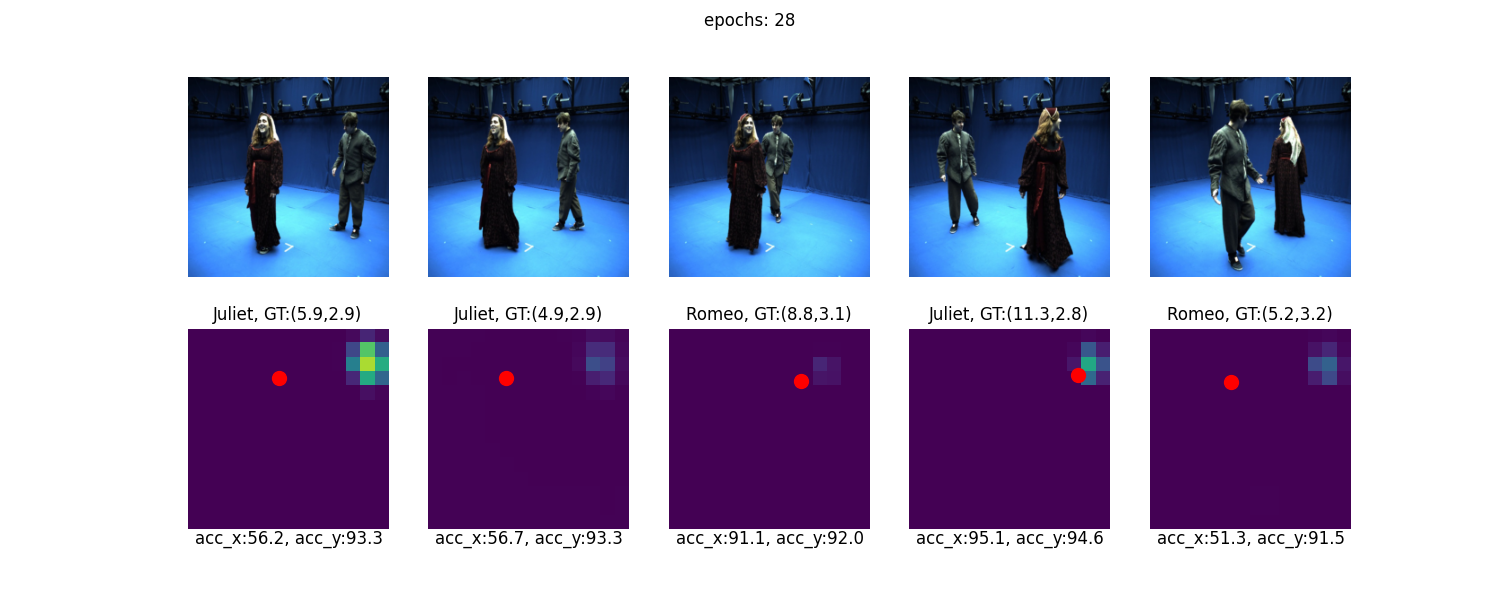 epochs: 28
Juliet, GT:(5.9,2.9)
Juliet, GT:(4.9,2.9)
Romeo, GT:(8.8,3.1)
Juliet, GT:(11.3,2.8)
Romeo, GT:(5.2,3.2)
acc_x:56.2, acc_y:93.3
acc_x:56.7, acc_y:93.3
acc_x:91.1, acc_y:92.0
acc_x:95.1, acc_y:94.6
acc_x:51.3, acc_y:91.5